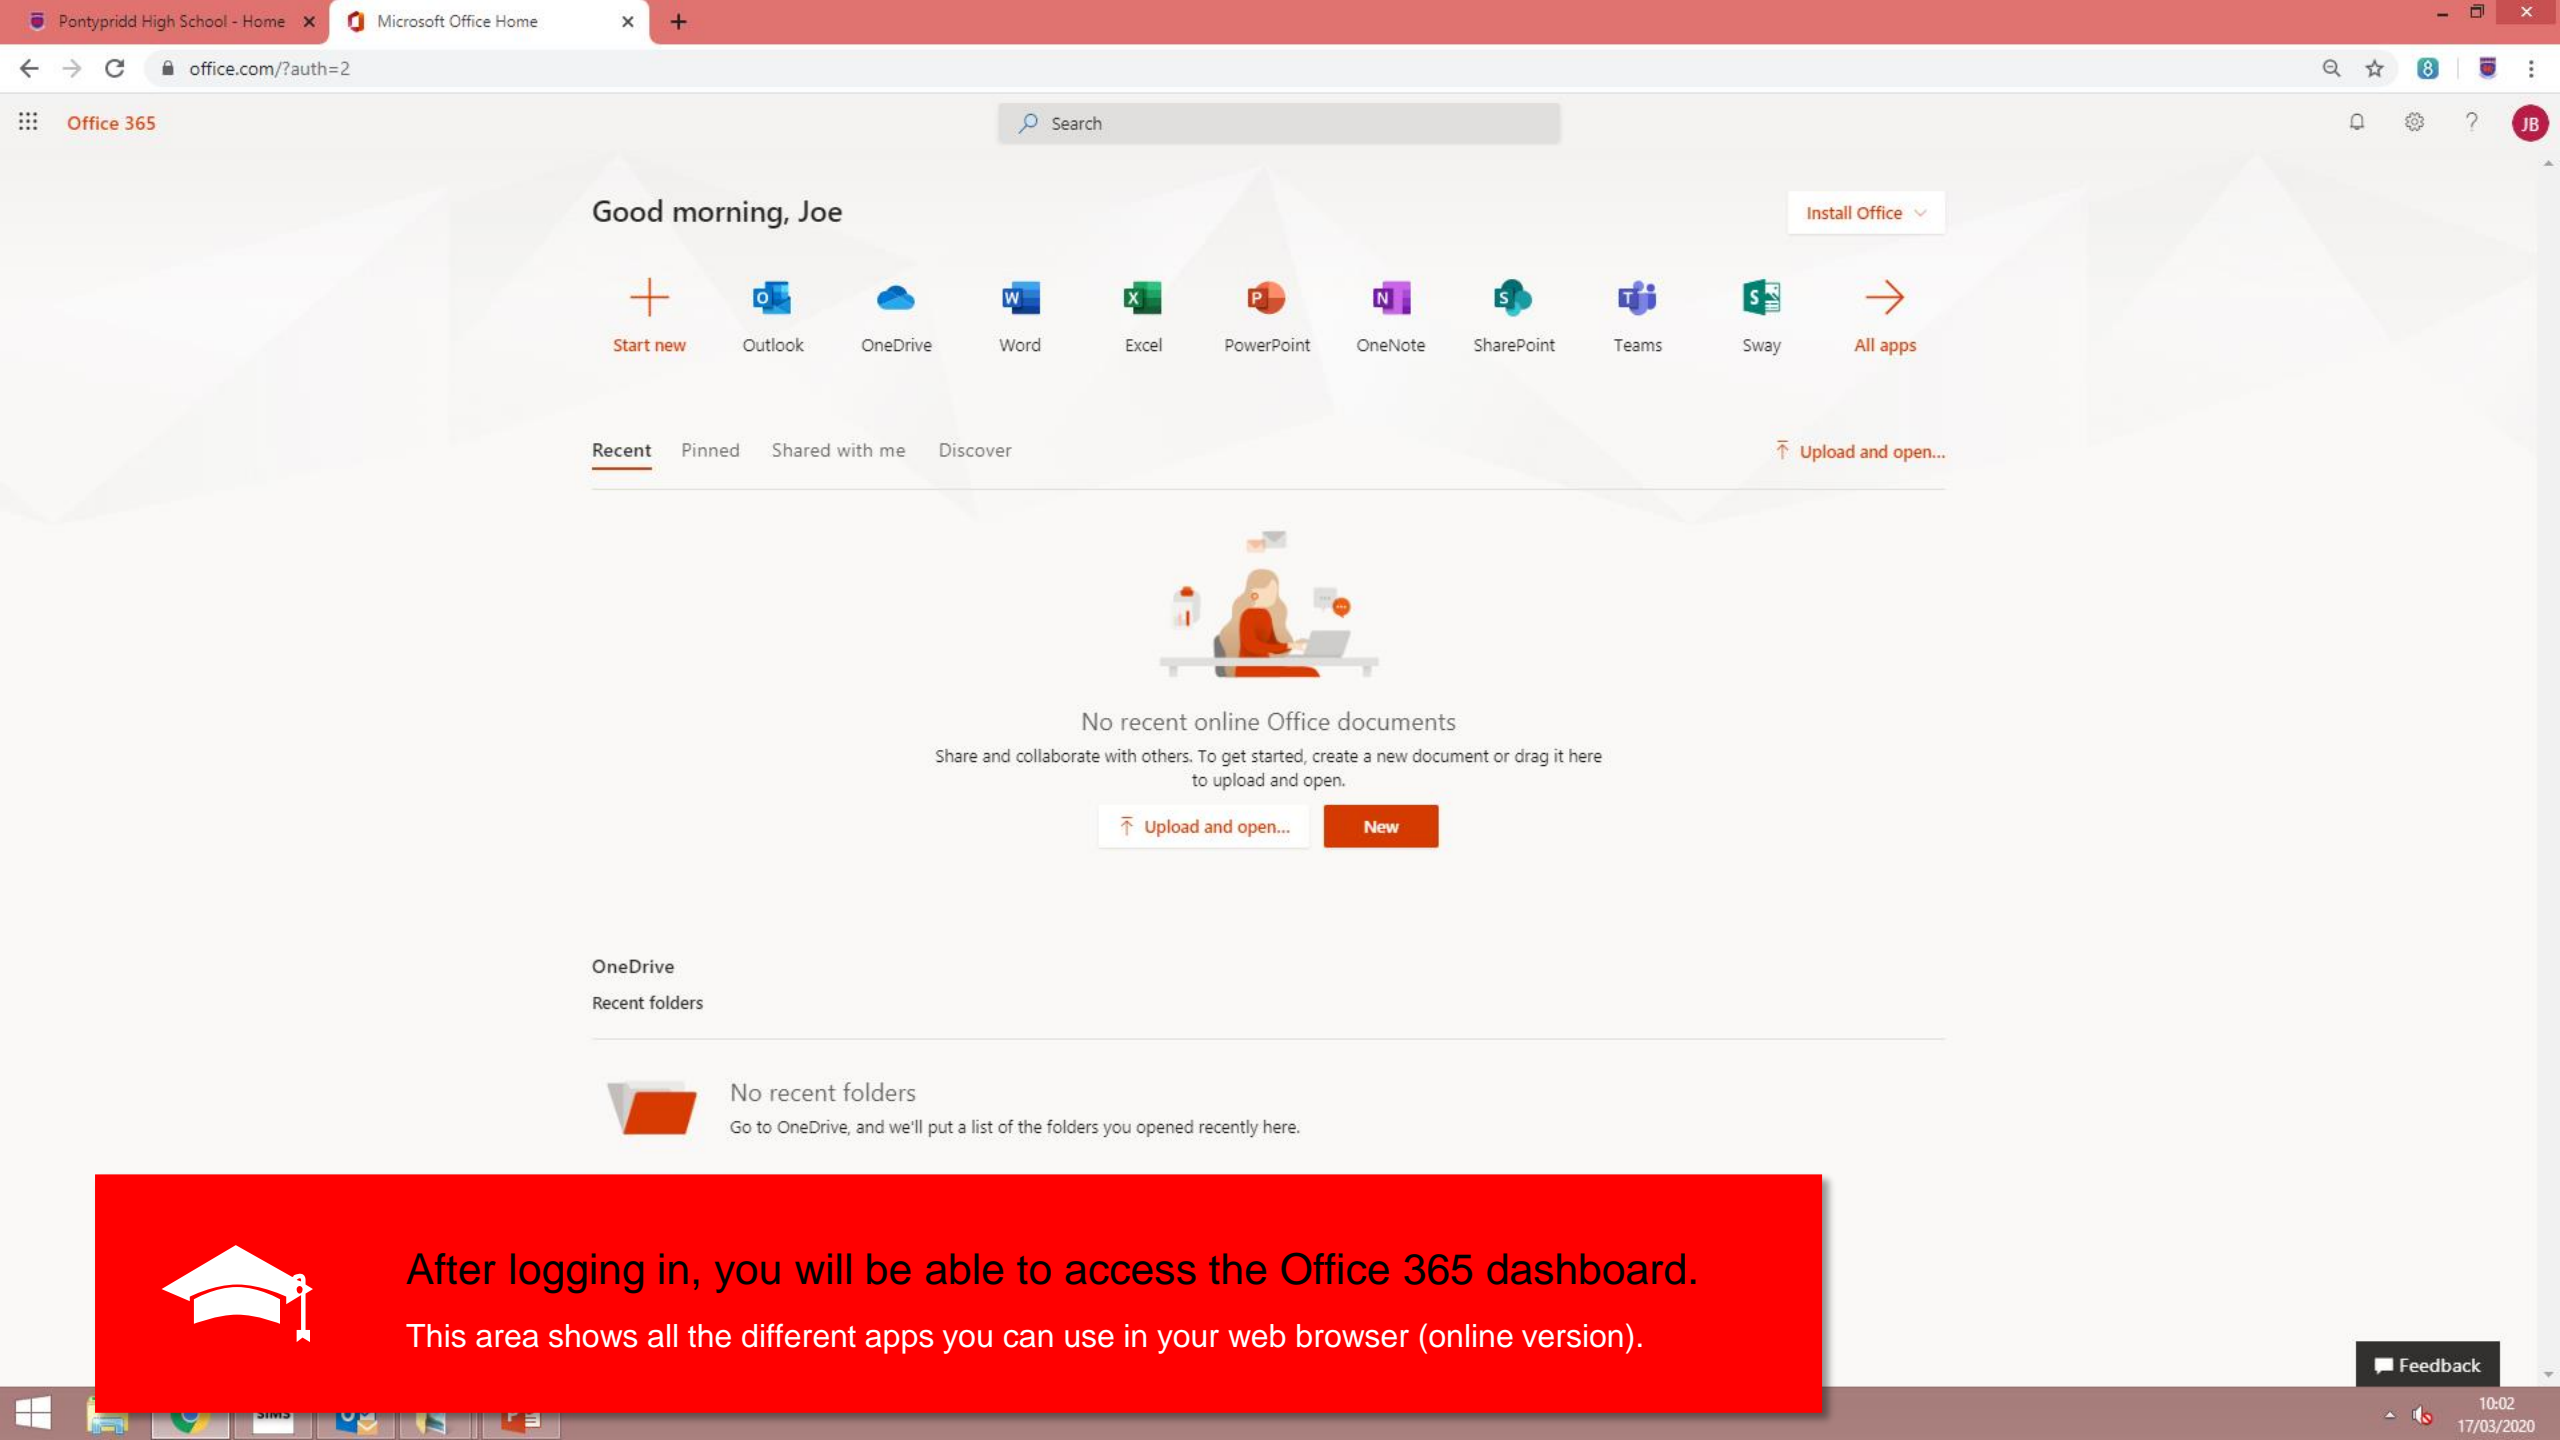 Pontypridd High School - Home
Microsoft Office Home
office.com/?auth=2
8
Office 365
Search
?
JB
Good morning, Joe
Install Office
Start new
Outlook
OneDrive
Word
Excel
PowerPoint
OneNote
SharePoint
Teams
Sway
All apps
Recent
Pinned
Shared with me
Discover
Upload and open...
No recent online Office documents
Share and collaborate with others. To get started, create a new document or drag it here
to upload and open.
Upload and open...
New
OneDrive
Recent folders
No recent folders
Go to OneDrive, and we'll put a list of the folders you opened recently here.
After logging in, you will be able to access the Office 365 dashboard.
This area shows all the different apps you can use in your web browser (online version).
Feedback
SIMS
10:02
17/03/2020